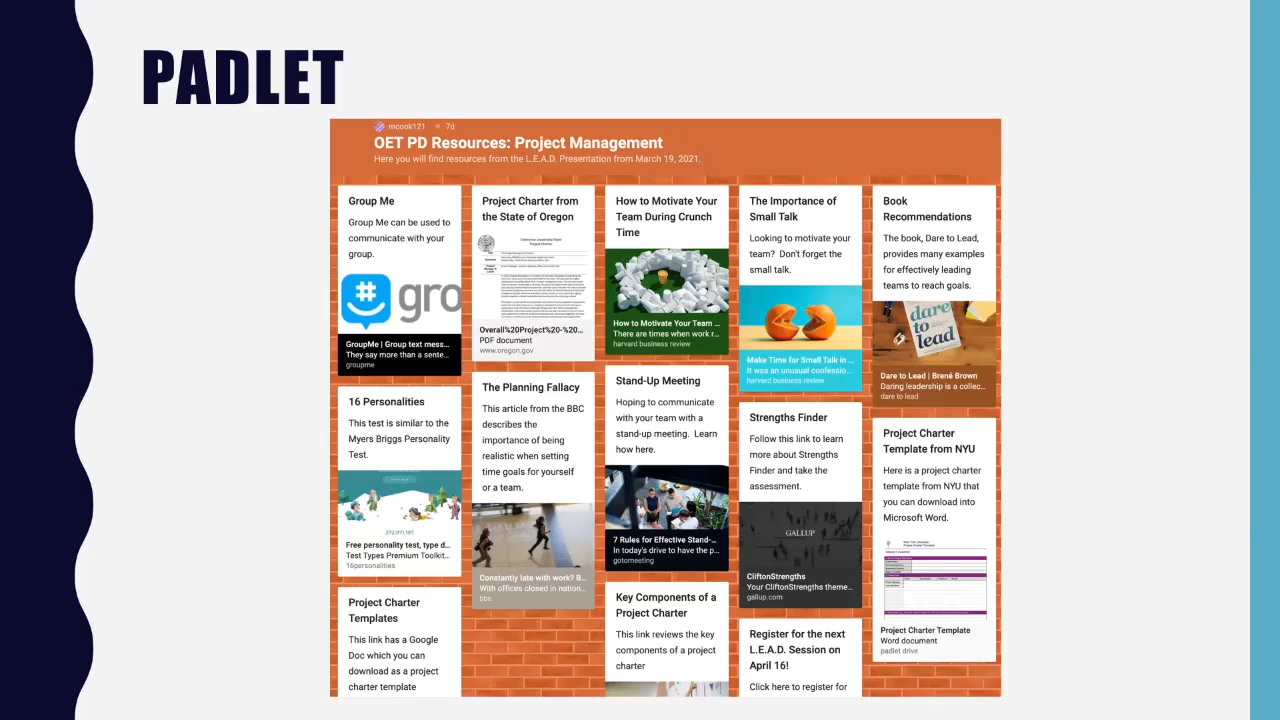 PADLET
mcook121 7d
OET PD Resources: Project Management
Here you will find resources from the L.E.A.D. Presentation from March 19, 2021.
Group Me
Group Me can be used to
communicate with your
group.
gro
GroupMe | Group text mess...
They say more than a sente...
groupme
16 Personalities
This test is similar to the
Myers Briggs Personality
Test.
Free personality test, type d...
Test Types Premium Toolkit...
16personalities
Project Charter
Templates
This link has a Google
Doc which you can
download as a project
charter template
Project Charter from
the State of Oregon
Project Charter
Overall%20Project%20-%20...
PDF document
www.oregon.gov
The Planning Fallacy
This article from the BBC
describes the
importance of being
realistic when setting
time goals for yourself
or a team.
Constantly late with work? B...
With offices closed in nation...
bbc
How to Motivate Your
Team During Crunch
Time
How to Motivate Your Team ...
There are times when work r...
harvard business review
Stand-Up Meeting
Hoping to communicate
with your team with a
stand-up meeting. Learn
how here.
7 Rules for Effective Stand-...
In today's drive to have the p...
gotomeeting
Key Components of a
Project Charter
This link reviews the key
components of a project
charter
The Importance of
Small Talk
Looking to motivate your
team? Don't forget the
small talk.
Make Time for Small Talk in ...
It was an unusual confessio...
harvard business review
Strengths Finder
Follow this link to learn
more about Strengths
Finder and take the
assessment.
GALLUP
CliftonStrengths
Your CliftonStrengths theme...
gallup.com
Register for the next
L.E.A.D. Session on
April 16!
Click here to register for
Book
Recommendations
The book, Dare to Lead,
provides many examples
for effectively leading
teams to reach goals.
dare
to
lead
Dare to Lead | Brené Brown
Daring leadership is a collec...
dare to lead
Project Charter
Template from NYU
Here is a project charter
template from NYU that
you can download into
Microsoft Word.
Project Charter Template
Project Charter Template
Word document
padlet drive